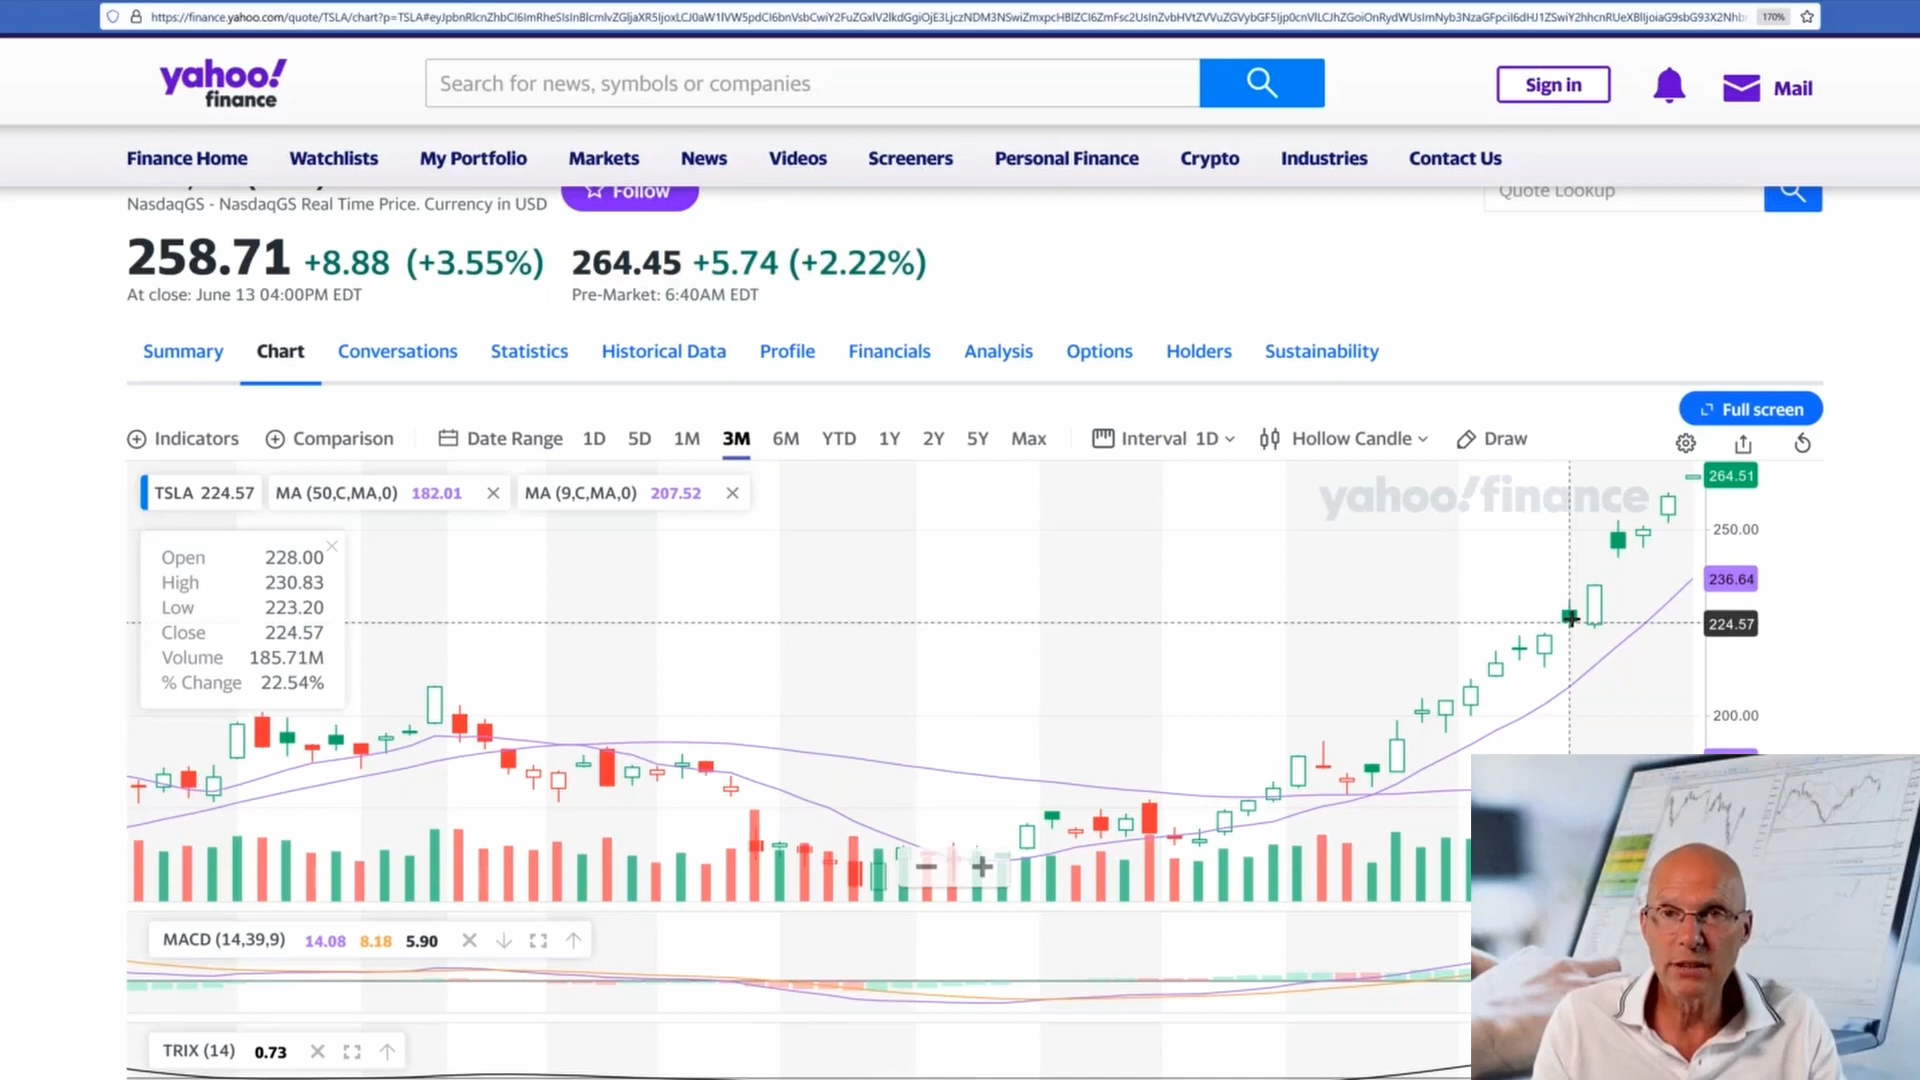 170%
yahoo!
finance
Search for news, symbols or companies
Sign in
Mail
Finance Home Watchlists My Portfolio Markets News Videos Screeners Personal Finance Crypto Industries Contact Us
Follow
Quote Lookup
NasdaqGS - NasdaqGS Real Time Price. Currency in USD
258.71 +8.88 (+3.55%) 264.45 +5.74 (+2.22%)
At close: June 13 04:00PM EDT Pre-Market: 6:40AM EDT
Summary Chart Conversations Statistics Historical Data Profile Financials Analysis Options Holders Sustainability
Full screen
Indicators Comparison Date Range 1D 5D 1M 3M 6M YTD 1Y 2Y 5Y Max Interval 1D Hollow Candle Draw
TSLA 224.57 MA (50,C,MA,0) 182.01 MA (9,C,MA,0) 207.52
yahoo!finance
264.51
250.00
236.64
224.57
200.00
Open 228.00
High 230.83
Low 223.20
Close 224.57
Volume 185.71M
% Change 22.54%
MACD (14,39,9) 14.08 8.18 5.90
TRIX (14) 0.73